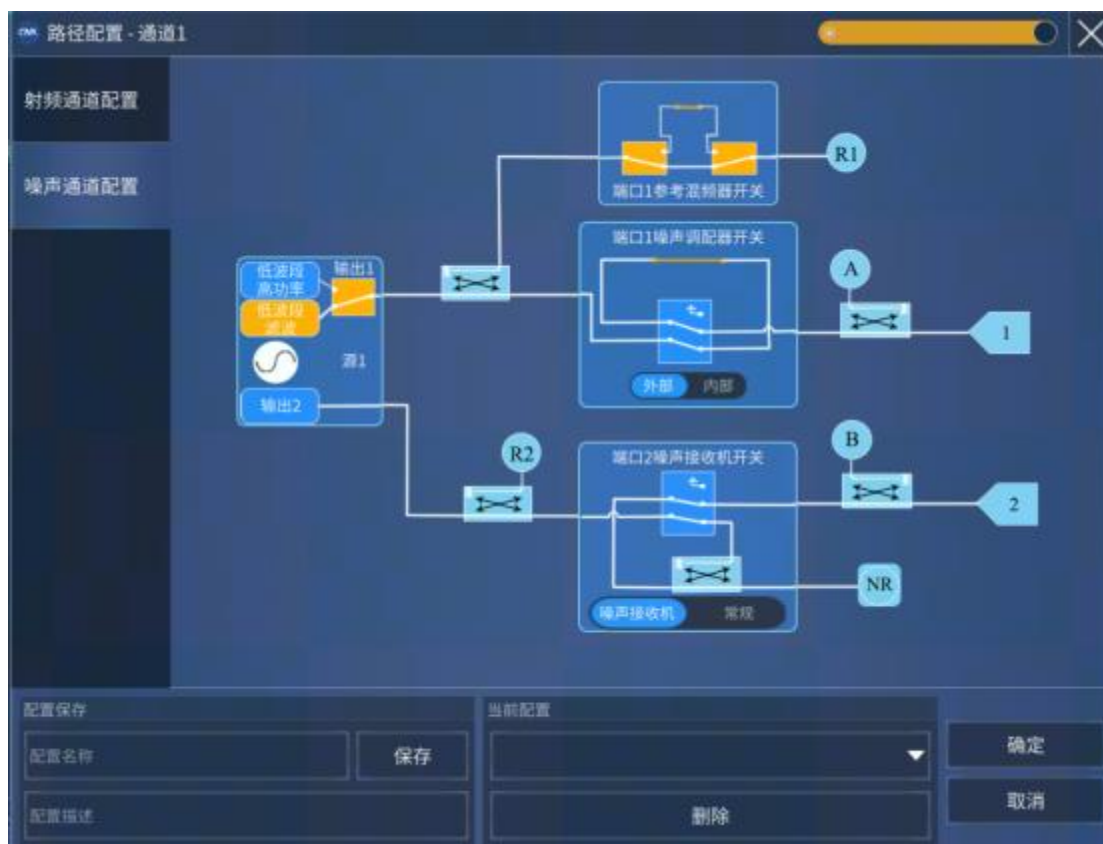 路径配置 - 通道1
射频通道配置
噪声通道配置
R1
端口1参考混频器开关
端口1噪声调配器开关
A
1
外部
内部
低波段
高功率
输出1
低波段
滤波
源1
输出2
R2
端口2噪声接收机开关
B
2
NR
噪声接收机
常规
配置保存
当前配置
配置名称
保存
确定
配置描述
删除
取消